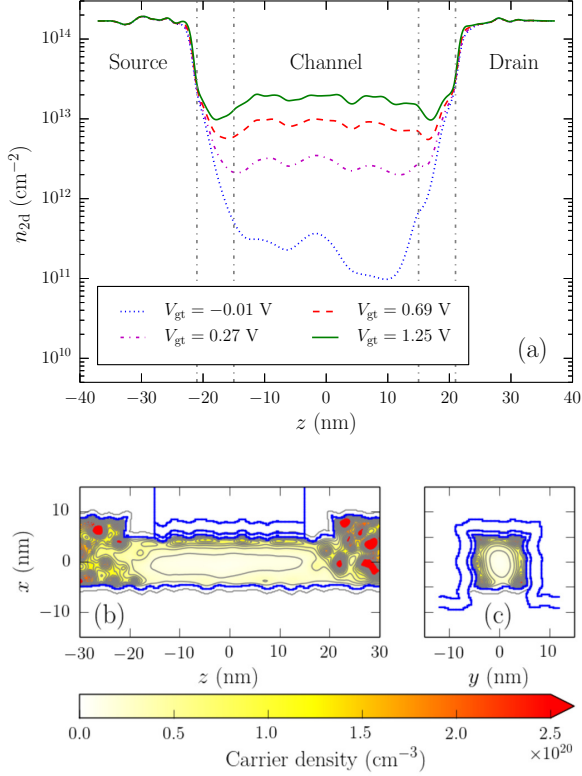 10^14
10^13
10^12
10^11
10^10
n_2d (cm^−2)
Source
Channel
Drain
V_gt = −0.01 V
V_gt = 0.27 V
V_gt = 0.69 V
V_gt = 1.25 V
(a)
−40 −30 −20 −10 0 10 20 30 40
z (nm)
10
0
−10
x (nm)
(b)
(c)
−30 −20 −10 0 10 20 30
−10 0 10
z (nm)
y (nm)
0.0 0.5 1.0 1.5 2.0 2.5
×10^20
Carrier density (cm^−3)